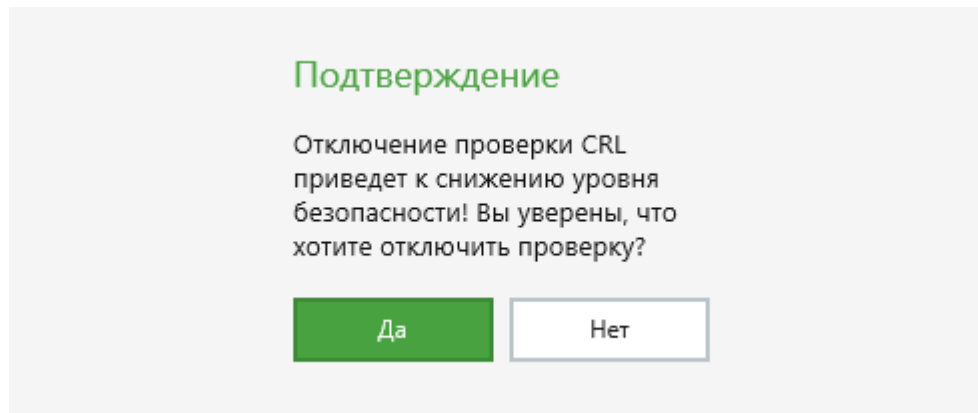 Подтверждение
Отключение проверки CRL
приведет к снижению уровня
безопасности! Вы уверены, что
хотите отключить проверку?
Да
Нет